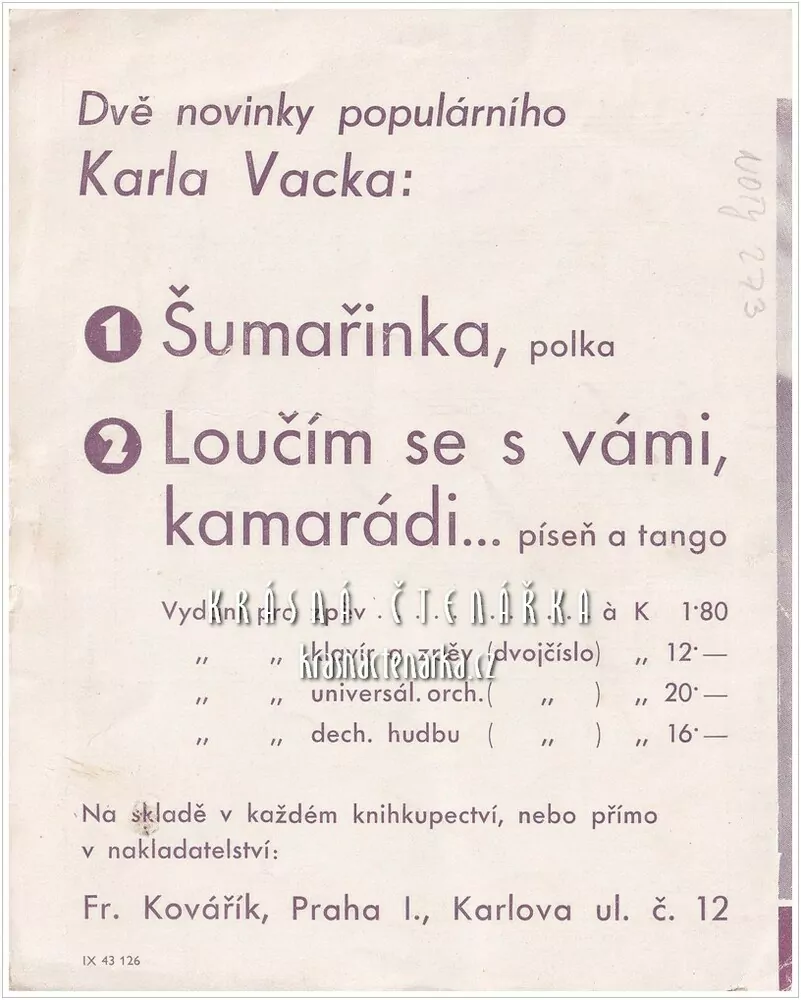 Dvě novinky populárního
Karla Vacka:
1 Šumařinka, polka
2 Loučím se s vámi,
kamarádi... píseň a tango
Vydání pro zpěv . . . . . . . . . . à K 1·80
„ „ klavír a zpěv (dvojčíslo) „ 12·—
„ „ universál. orch. ( „ ) „ 20·—
„ „ dech. hudbu ( „ ) „ 16·—
KRÁSNÁ ČTENÁŘKA
krasnactenarka.cz
Na skladě v každém knihkupectví, nebo přímo
v nakladatelství:
Fr. Kovářík, Praha I., Karlova ul. č. 12
IX 43 126
NOTY 273